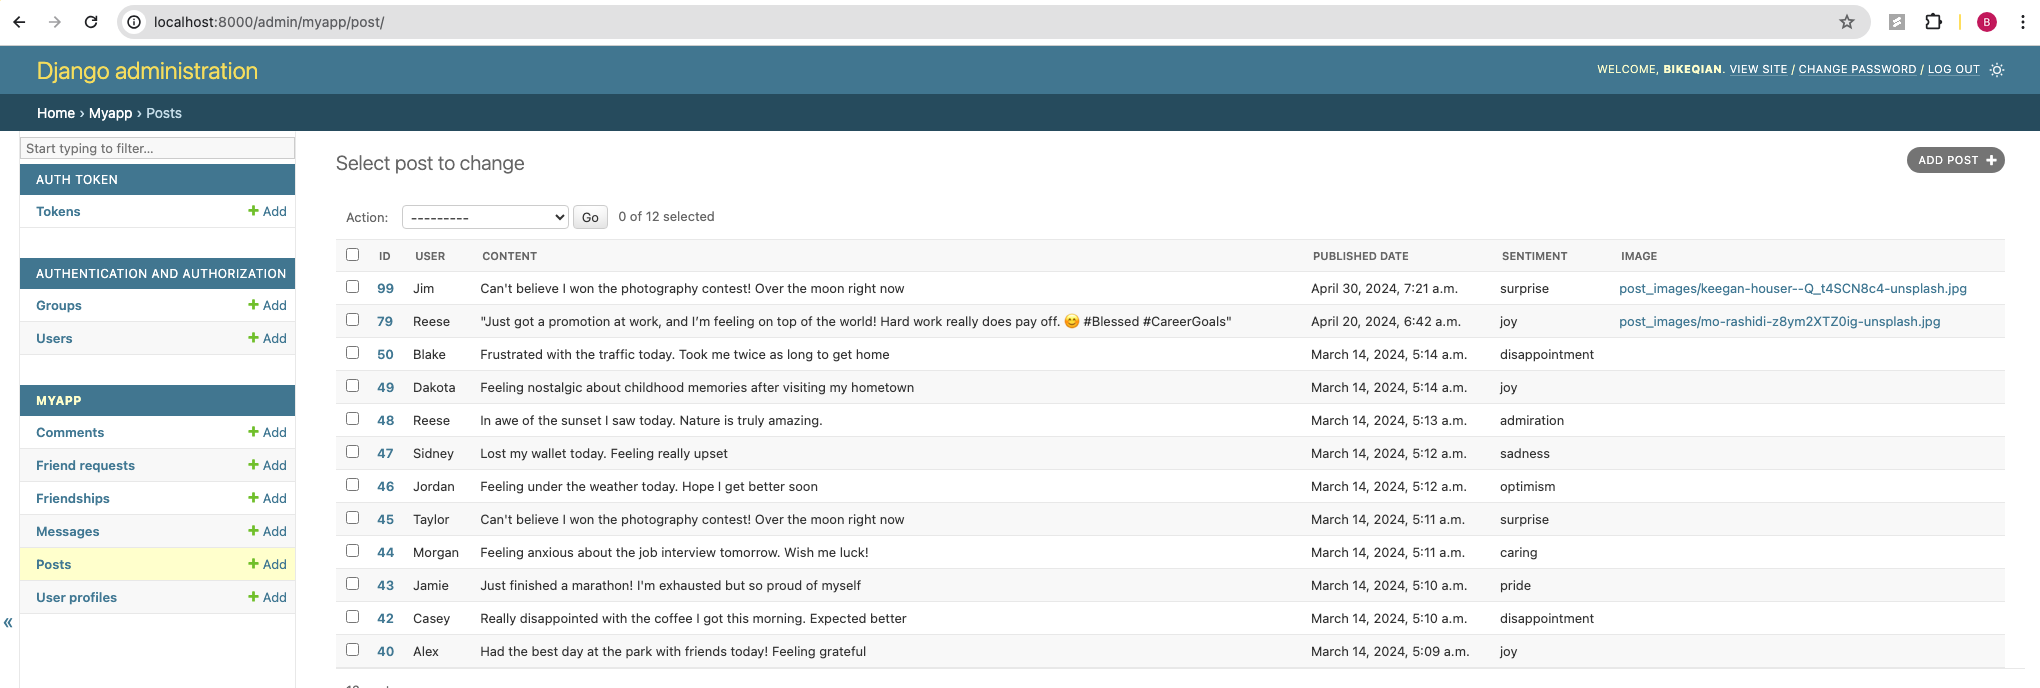 localhost:8000/admin/myapp/post/
B
Django administration
WELCOME, BIKEQIAN. VIEW SITE / CHANGE PASSWORD / LOG OUT
Home › Myapp › Posts
Start typing to filter...
AUTH TOKEN
Tokens + Add
AUTHENTICATION AND AUTHORIZATION
Groups + Add
Users + Add
MYAPP
Comments + Add
Friend requests + Add
Friendships + Add
Messages + Add
Posts + Add
User profiles + Add
«
Select post to change
ADD POST +
Action: --------- Go 0 of 12 selected
ID USER CONTENT PUBLISHED DATE SENTIMENT IMAGE
99 Jim Can't believe I won the photography contest! Over the moon right now April 30, 2024, 7:21 a.m. surprise post_images/keegan-houser--Q_t4SCN8c4-unsplash.jpg
79 Reese "Just got a promotion at work, and I’m feeling on top of the world! Hard work really does pay off. 😊 #Blessed #CareerGoals" April 20, 2024, 6:42 a.m. joy post_images/mo-rashidi-z8ym2XTZ0ig-unsplash.jpg
50 Blake Frustrated with the traffic today. Took me twice as long to get home March 14, 2024, 5:14 a.m. disappointment
49 Dakota Feeling nostalgic about childhood memories after visiting my hometown March 14, 2024, 5:14 a.m. joy
48 Reese In awe of the sunset I saw today. Nature is truly amazing. March 14, 2024, 5:13 a.m. admiration
47 Sidney Lost my wallet today. Feeling really upset March 14, 2024, 5:12 a.m. sadness
46 Jordan Feeling under the weather today. Hope I get better soon March 14, 2024, 5:12 a.m. optimism
45 Taylor Can't believe I won the photography contest! Over the moon right now March 14, 2024, 5:11 a.m. surprise
44 Morgan Feeling anxious about the job interview tomorrow. Wish me luck! March 14, 2024, 5:11 a.m. caring
43 Jamie Just finished a marathon! I'm exhausted but so proud of myself March 14, 2024, 5:10 a.m. pride
42 Casey Really disappointed with the coffee I got this morning. Expected better March 14, 2024, 5:10 a.m. disappointment
40 Alex Had the best day at the park with friends today! Feeling grateful March 14, 2024, 5:09 a.m. joy